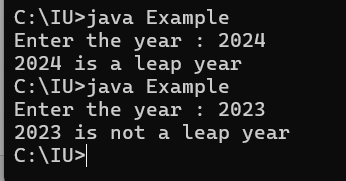 C:\IU>java Example
Enter the year : 2024
2024 is a leap year
C:\IU>java Example
Enter the year : 2023
2023 is not a leap year
C:\IU>